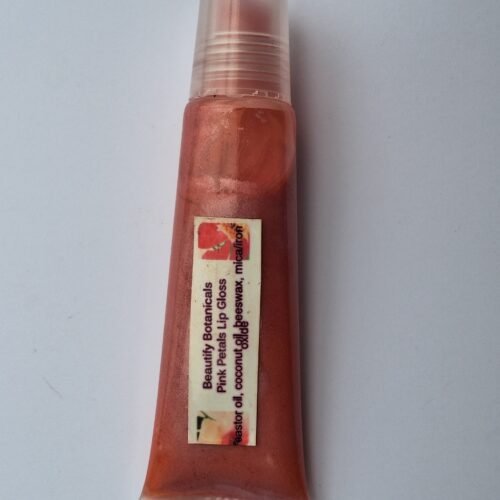 Beautify Botanicals
Pink Petals Lip Gloss
castor oil, coconut oil, beeswax, mica/iron
oxide